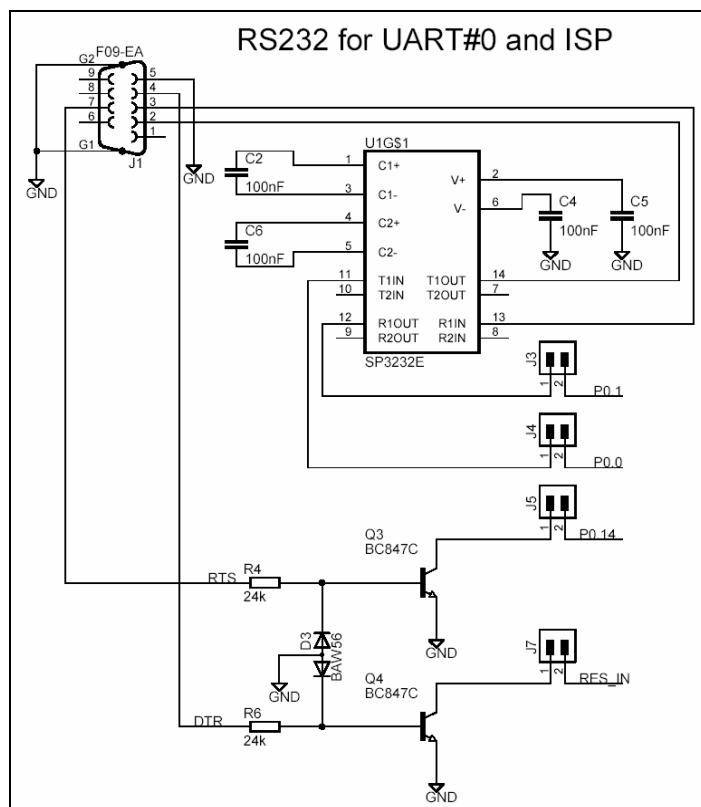 RS232 for UART#0 and ISP
F09-EA
G2
9
8
7
6
G1
5
4
3
2
1
J1
GND
GND
U1G$1
C2
100nF
C6
100nF
1
3
4
5
11
10
12
9
C1+
C1-
C2+
C2-
T1IN
T2IN
R1OUT
R2OUT
V+
V-
T1OUT
T2OUT
R1IN
R2IN
2
6
14
7
13
8
C4
100nF
GND
C5
100nF
GND
SP3232E
J3
1
2
P0.1
J4
1
2
P0.0
J5
1
2
P0.14
Q3
BC847C
RTS
R4
24k
D3
BAW56
GND
GND
J7
1
2
RES_IN
Q4
BC847C
DTR
R6
24k
GND